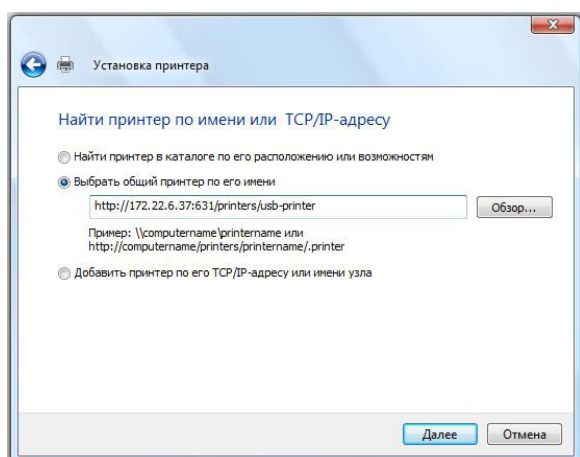 Установка принтера
Найти принтер по имени или TCP/IP-адресу
Найти принтер в каталоге по его расположению или возможностям
Выбрать общий принтер по его имени
http://172.22.6.37:631/printers/usb-printer
Обзор...
Пример: \\computername\printername или
http://computername/printers/printername/.printer
Добавить принтер по его TCP/IP-адресу или имени узла
Далее
Отмена